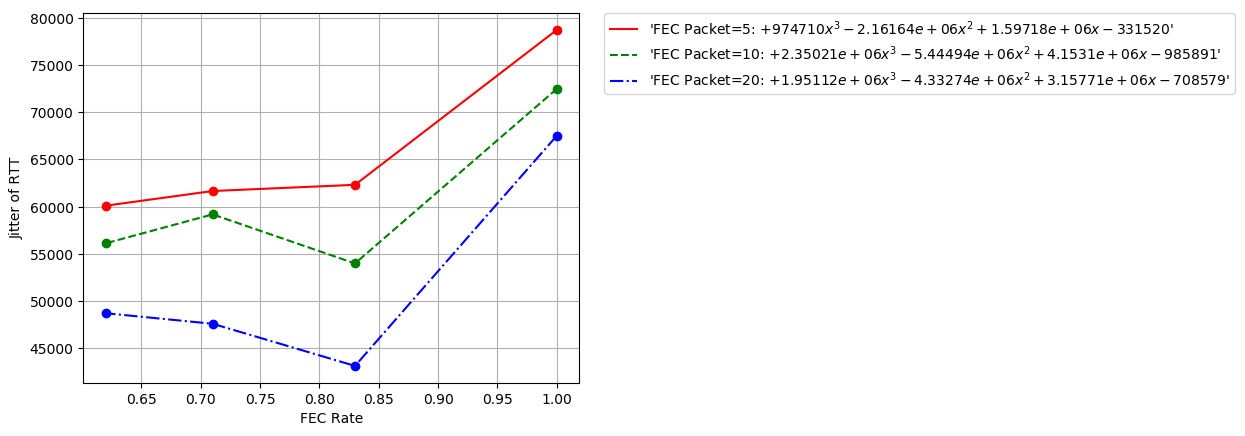 80000
75000
70000
65000
60000
55000
50000
45000
Jitter of RTT
0.65 0.70 0.75 0.80 0.85 0.90 0.95 1.00
FEC Rate
'FEC Packet=5: +974710x³ − 2.16164e + 06x² + 1.59718e + 06x − 331520'
'FEC Packet=10: +2.35021e + 06x³ − 5.44494e + 06x² + 4.1531e + 06x − 985891'
'FEC Packet=20: +1.95112e + 06x³ − 4.33274e + 06x² + 3.15771e + 06x − 708579'